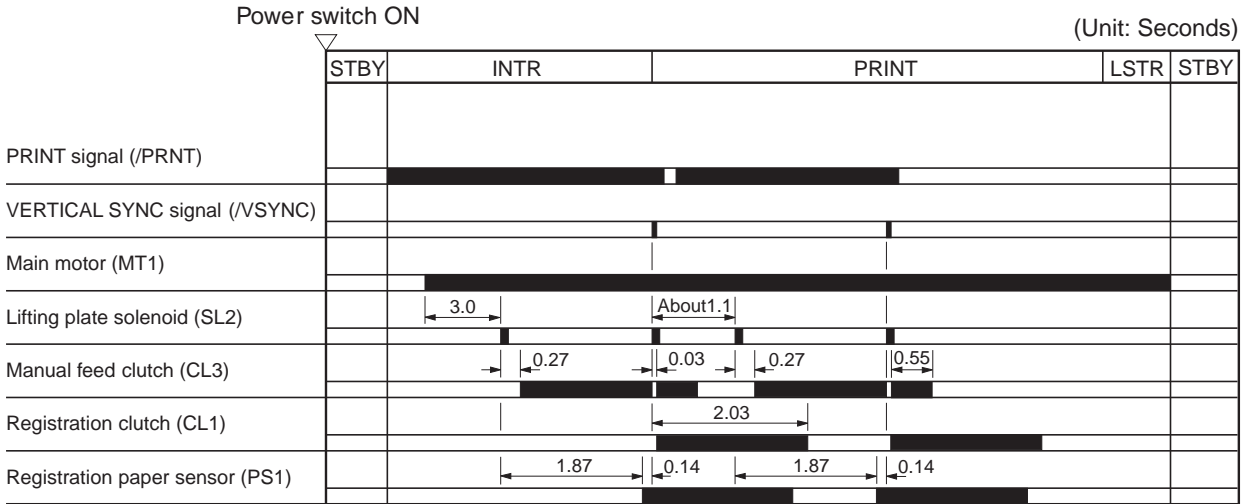 Power switch ON
(Unit: Seconds)
STBY INTR PRINT LSTR STBY
PRINT signal (/PRNT)
VERTICAL SYNC signal (/VSYNC)
Main motor (MT1)
3.0 About1.1
Lifting plate solenoid (SL2)
0.27 0.03 0.27 0.55
Manual feed clutch (CL3)
2.03
Registration clutch (CL1)
1.87 0.14 1.87 0.14
Registration paper sensor (PS1)